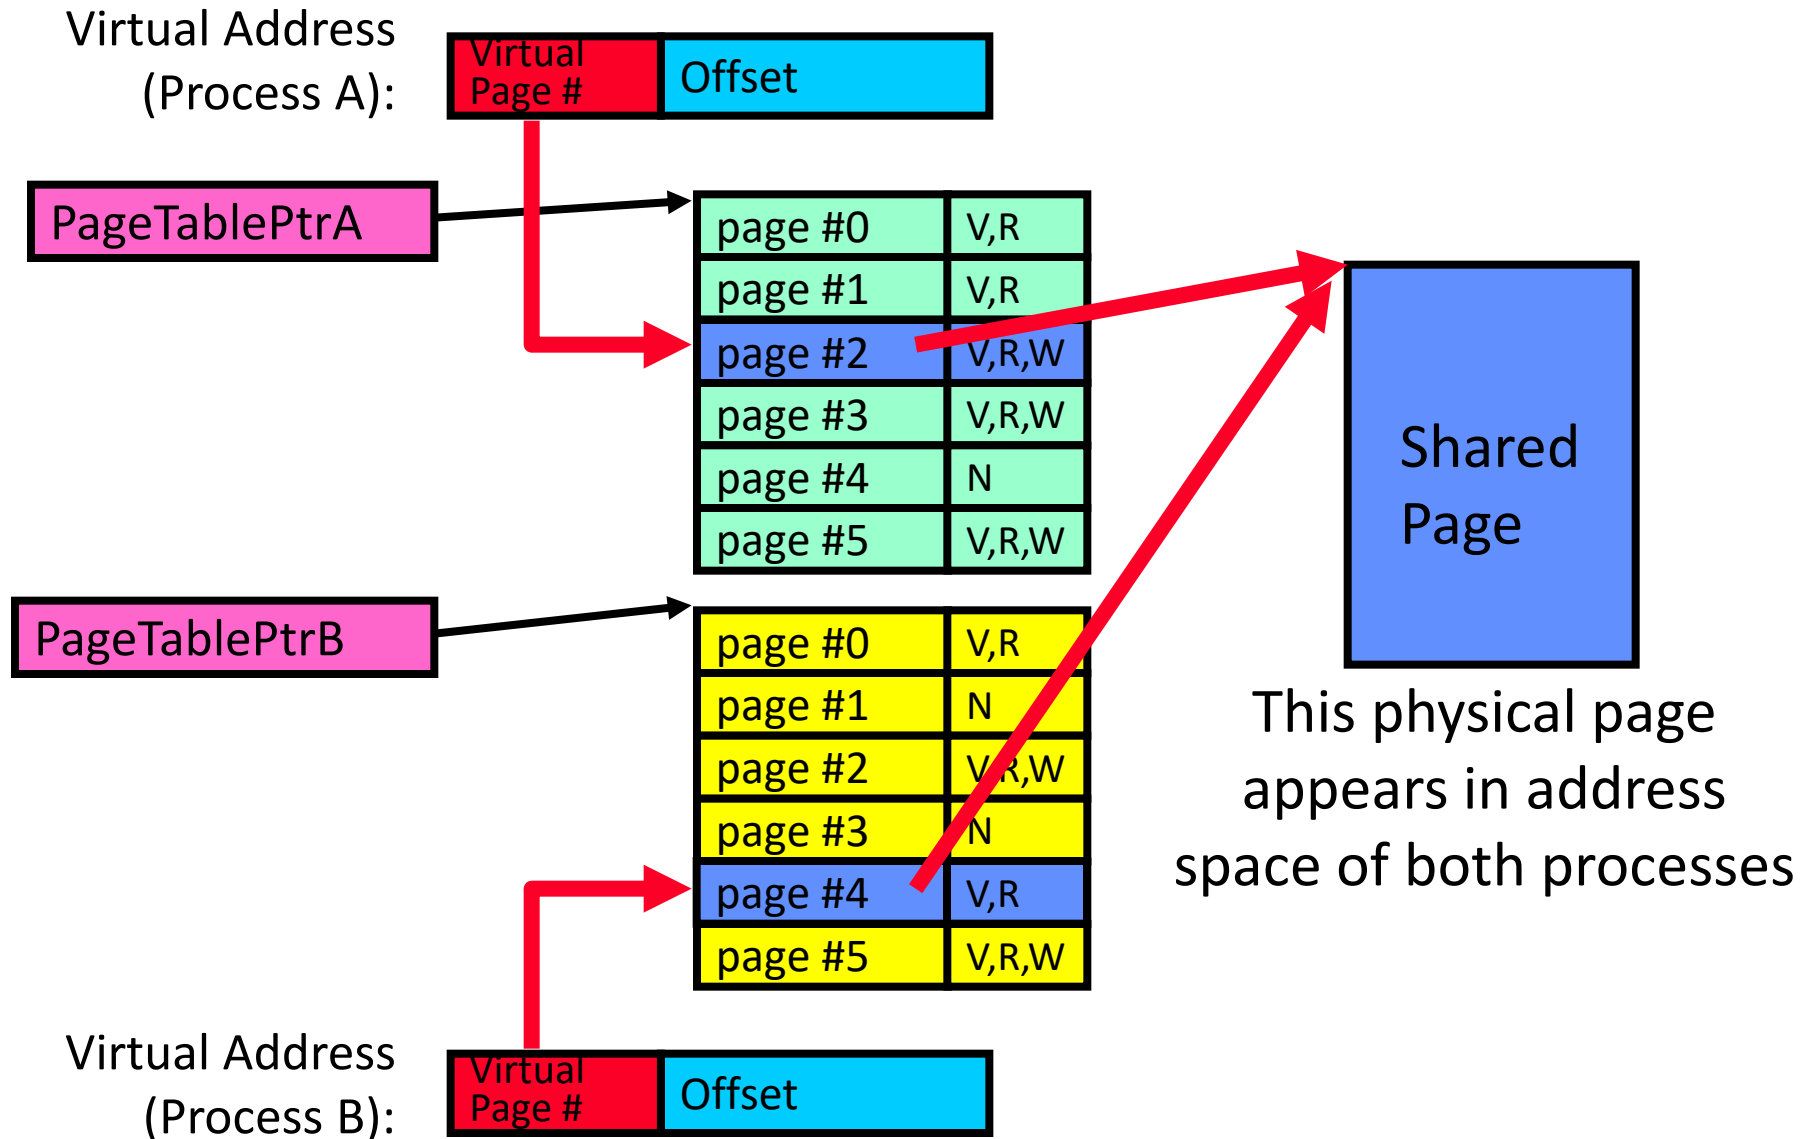 Virtual Address
(Process A):
Virtual
Page #
Offset
PageTablePtrA
page #0 V,R
page #1 V,R
page #2 V,R,W
page #3 V,R,W
page #4 N
page #5 V,R,W
Shared
Page
This physical page
appears in address
space of both processes
PageTablePtrB
page #0 V,R
page #1 N
page #2 V,R,W
page #3 N
page #4 V,R
page #5 V,R,W
Virtual Address
(Process B):
Virtual
Page #
Offset